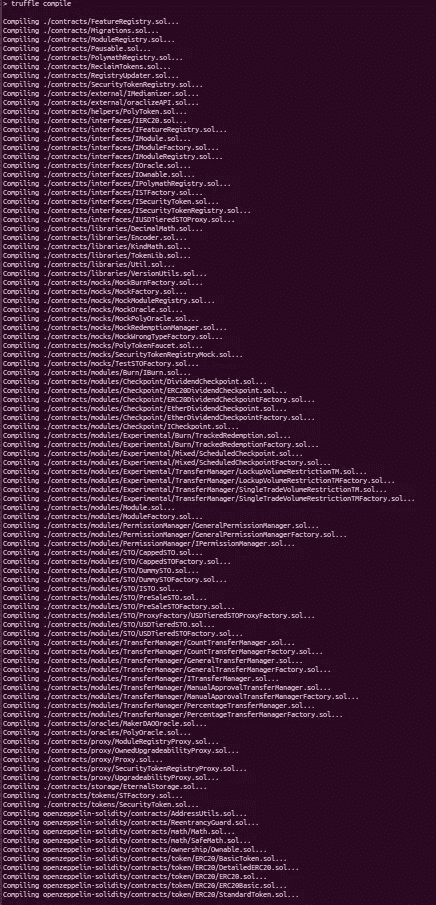 > truffle compile
Compiling ./contracts/FeatureRegistry.sol...
Compiling ./contracts/Migrations.sol...
Compiling ./contracts/ModuleRegistry.sol...
Compiling ./contracts/Pausable.sol...
Compiling ./contracts/PolymathRegistry.sol...
Compiling ./contracts/ReclaimTokens.sol...
Compiling ./contracts/RegistryUpdater.sol...
Compiling ./contracts/SecurityTokenRegistry.sol...
Compiling ./contracts/external/IMedianizer.sol...
Compiling ./contracts/external/oraclizeAPI.sol...
Compiling ./contracts/helpers/PolyToken.sol...
Compiling ./contracts/interfaces/IERC20.sol...
Compiling ./contracts/interfaces/IFeatureRegistry.sol...
Compiling ./contracts/interfaces/IModule.sol...
Compiling ./contracts/interfaces/IModuleFactory.sol...
Compiling ./contracts/interfaces/IModuleRegistry.sol...
Compiling ./contracts/interfaces/IOracle.sol...
Compiling ./contracts/interfaces/IOwnable.sol...
Compiling ./contracts/interfaces/IPolymathRegistry.sol...
Compiling ./contracts/interfaces/ISTFactory.sol...
Compiling ./contracts/interfaces/ISecurityToken.sol...
Compiling ./contracts/interfaces/ISecurityTokenRegistry.sol...
Compiling ./contracts/interfaces/IUSDTieredSTOProxy.sol...
Compiling ./contracts/libraries/DecimalMath.sol...
Compiling ./contracts/libraries/Encoder.sol...
Compiling ./contracts/libraries/KindMath.sol...
Compiling ./contracts/libraries/TokenLib.sol...
Compiling ./contracts/libraries/Util.sol...
Compiling ./contracts/libraries/VersionUtils.sol...
Compiling ./contracts/mocks/MockBurnFactory.sol...
Compiling ./contracts/mocks/MockFactory.sol...
Compiling ./contracts/mocks/MockModuleRegistry.sol...
Compiling ./contracts/mocks/MockOracle.sol...
Compiling ./contracts/mocks/MockPolyOracle.sol...
Compiling ./contracts/mocks/MockRedemptionManager.sol...
Compiling ./contracts/mocks/MockWrongTypeFactory.sol...
Compiling ./contracts/mocks/PolyTokenFaucet.sol...
Compiling ./contracts/mocks/SecurityTokenRegistryMock.sol...
Compiling ./contracts/mocks/TestSTOFactory.sol...
Compiling ./contracts/modules/Burn/IBurn.sol...
Compiling ./contracts/modules/Checkpoint/DividendCheckpoint.sol...
Compiling ./contracts/modules/Checkpoint/ERC20DividendCheckpoint.sol...
Compiling ./contracts/modules/Checkpoint/ERC20DividendCheckpointFactory.sol...
Compiling ./contracts/modules/Checkpoint/EtherDividendCheckpoint.sol...
Compiling ./contracts/modules/Checkpoint/EtherDividendCheckpointFactory.sol...
Compiling ./contracts/modules/Checkpoint/ICheckpoint.sol...
Compiling ./contracts/modules/Experimental/Burn/TrackedRedemption.sol...
Compiling ./contracts/modules/Experimental/Burn/TrackedRedemptionFactory.sol...
Compiling ./contracts/modules/Experimental/Mixed/ScheduledCheckpoint.sol...
Compiling ./contracts/modules/Experimental/Mixed/ScheduledCheckpointFactory.sol...
Compiling ./contracts/modules/Experimental/TransferManager/LockupVolumeRestrictionTM.sol...
Compiling ./contracts/modules/Experimental/TransferManager/LockupVolumeRestrictionTMFactory.sol...
Compiling ./contracts/modules/Experimental/TransferManager/SingleTradeVolumeRestrictionTM.sol...
Compiling ./contracts/modules/Experimental/TransferManager/SingleTradeVolumeRestrictionTMFactory.sol...
Compiling ./contracts/modules/Module.sol...
Compiling ./contracts/modules/ModuleFactory.sol...
Compiling ./contracts/modules/PermissionManager/GeneralPermissionManager.sol...
Compiling ./contracts/modules/PermissionManager/GeneralPermissionManagerFactory.sol...
Compiling ./contracts/modules/PermissionManager/IPermissionManager.sol...
Compiling ./contracts/modules/STO/CappedSTO.sol...
Compiling ./contracts/modules/STO/CappedSTOFactory.sol...
Compiling ./contracts/modules/STO/DummySTO.sol...
Compiling ./contracts/modules/STO/DummySTOFactory.sol...
Compiling ./contracts/modules/STO/ISTO.sol...
Compiling ./contracts/modules/STO/PreSaleSTO.sol...
Compiling ./contracts/modules/STO/PreSaleSTOFactory.sol...
Compiling ./contracts/modules/STO/ProxyFactory/USDTieredSTOProxyFactory.sol...
Compiling ./contracts/modules/STO/USDTieredSTO.sol...
Compiling ./contracts/modules/STO/USDTieredSTOFactory.sol...
Compiling ./contracts/modules/TransferManager/CountTransferManager.sol...
Compiling ./contracts/modules/TransferManager/CountTransferManagerFactory.sol...
Compiling ./contracts/modules/TransferManager/GeneralTransferManager.sol...
Compiling ./contracts/modules/TransferManager/GeneralTransferManagerFactory.sol...
Compiling ./contracts/modules/TransferManager/ITransferManager.sol...
Compiling ./contracts/modules/TransferManager/ManualApprovalTransferManager.sol...
Compiling ./contracts/modules/TransferManager/ManualApprovalTransferManagerFactory.sol...
Compiling ./contracts/modules/TransferManager/PercentageTransferManager.sol...
Compiling ./contracts/modules/TransferManager/PercentageTransferManagerFactory.sol...
Compiling ./contracts/oracles/MakerDAOOracle.sol...
Compiling ./contracts/oracles/PolyOracle.sol...
Compiling ./contracts/proxy/ModuleRegistryProxy.sol...
Compiling ./contracts/proxy/OwnedUpgradeabilityProxy.sol...
Compiling ./contracts/proxy/Proxy.sol...
Compiling ./contracts/proxy/SecurityTokenRegistryProxy.sol...
Compiling ./contracts/proxy/UpgradeabilityProxy.sol...
Compiling ./contracts/storage/EternalStorage.sol...
Compiling ./contracts/tokens/STFactory.sol...
Compiling ./contracts/tokens/SecurityToken.sol...
Compiling openzeppelin-solidity/contracts/AddressUtils.sol...
Compiling openzeppelin-solidity/contracts/ReentrancyGuard.sol...
Compiling openzeppelin-solidity/contracts/math/Math.sol...
Compiling openzeppelin-solidity/contracts/math/SafeMath.sol...
Compiling openzeppelin-solidity/contracts/ownership/Ownable.sol...
Compiling openzeppelin-solidity/contracts/token/ERC20/BasicToken.sol...
Compiling openzeppelin-solidity/contracts/token/ERC20/DetailedERC20.sol...
Compiling openzeppelin-solidity/contracts/token/ERC20/ERC20.sol...
Compiling openzeppelin-solidity/contracts/token/ERC20/ERC20Basic.sol...
Compiling openzeppelin-solidity/contracts/token/ERC20/StandardToken.sol...